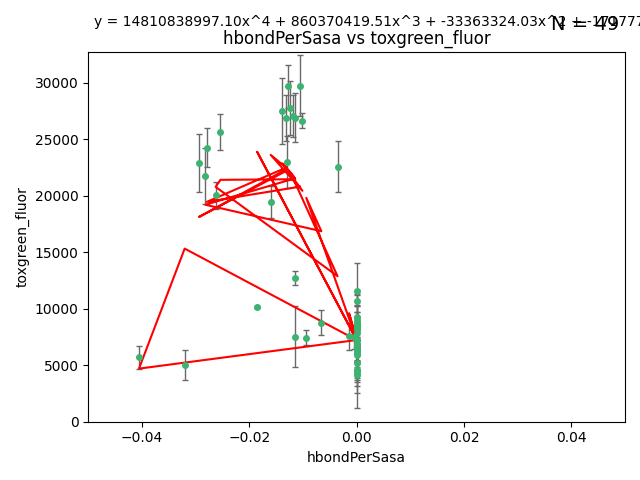 y = 14810838997.10x^4 + 860370419.51x^3 + -33363324.03x^2 +
N = 49
hbondPerSasa vs toxgreen_fluor
toxgreen_fluor
30000
25000
20000
15000
10000
5000
0
−0.04
−0.02
0.00
0.02
0.04
hbondPerSasa